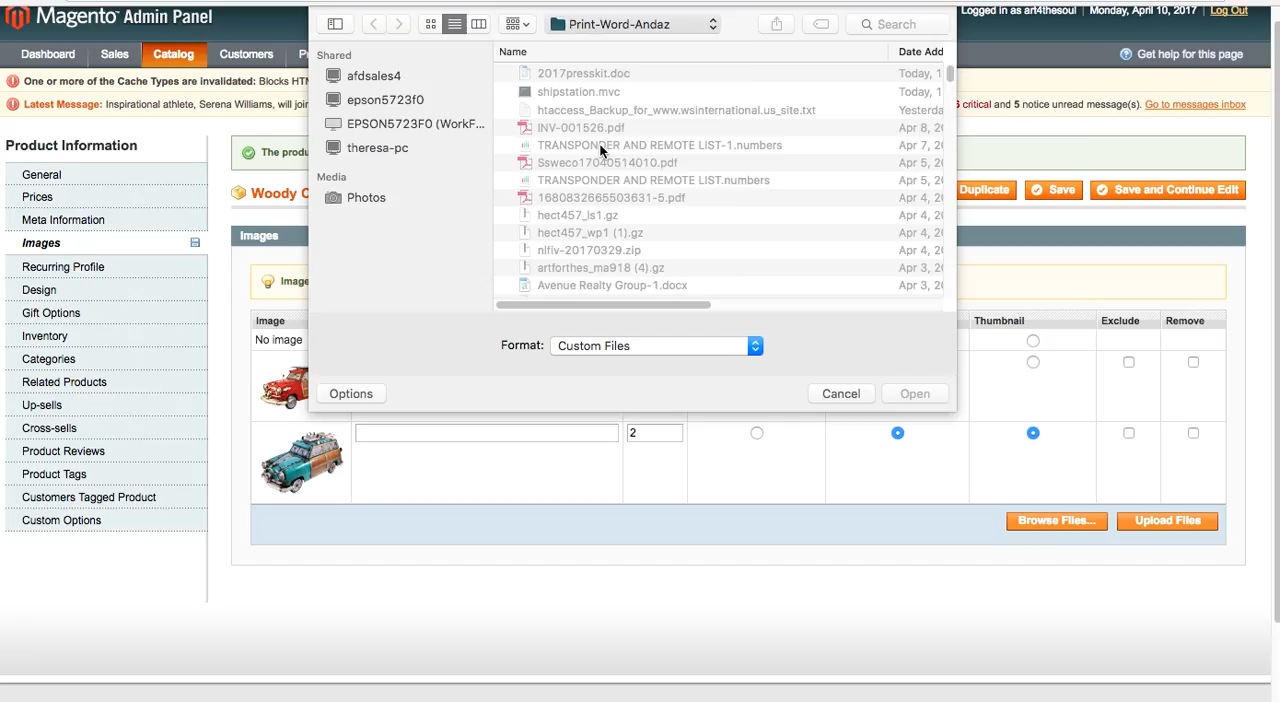 Magento Admin Panel
Logged in as art4thesoul | Monday, April 10, 2017 | Log Out
Print-Word-Andaz
Search
Dashboard Sales Catalog Customers
Get help for this page
One or more of the Cache Types are invalidated: Blocks
Latest Message: Inspirational athlete, Serena Williams, will
critical and 5 notice unread message(s). Go to messages inbox
Product Information
General
Prices
Meta Information
Images
Recurring Profile
Design
Gift Options
Inventory
Categories
Related Products
Up-sells
Cross-sells
Product Reviews
Product Tags
Customers Tagged Product
Custom Options
Shared
afdsales4
epson5723f0
EPSON5723F0 (WorkF...
theresa-pc
Media
Photos
Name Date Add
2017presskit.doc Today, 1
shipstation.mvc Today, 1
htaccess_Backup_for_www.wsinternational.us_site.txt Yesterda
INV-001526.pdf Apr 8, 20
TRANSPONDER AND REMOTE LIST-1.numbers Apr 7, 20
Ssweco17040514010.pdf Apr 5, 20
TRANSPONDER AND REMOTE LIST.numbers Apr 5, 20
1680832665503631-5.pdf Apr 4, 20
hect457_ls1.gz Apr 4, 20
hect457_wp1 (1).gz Apr 4, 20
nlfiv-20170329.zip Apr 4, 20
artforthes_ma918 (4).gz Apr 3, 20
Avenue Realty Group-1.docx Apr 3, 20
Format: Custom Files
Options Cancel Open
The produ
Woody C
Duplicate Save Save and Continue Edit
Images
Image
Image Thumbnail Exclude Remove
No image
2
Browse Files... Upload Files